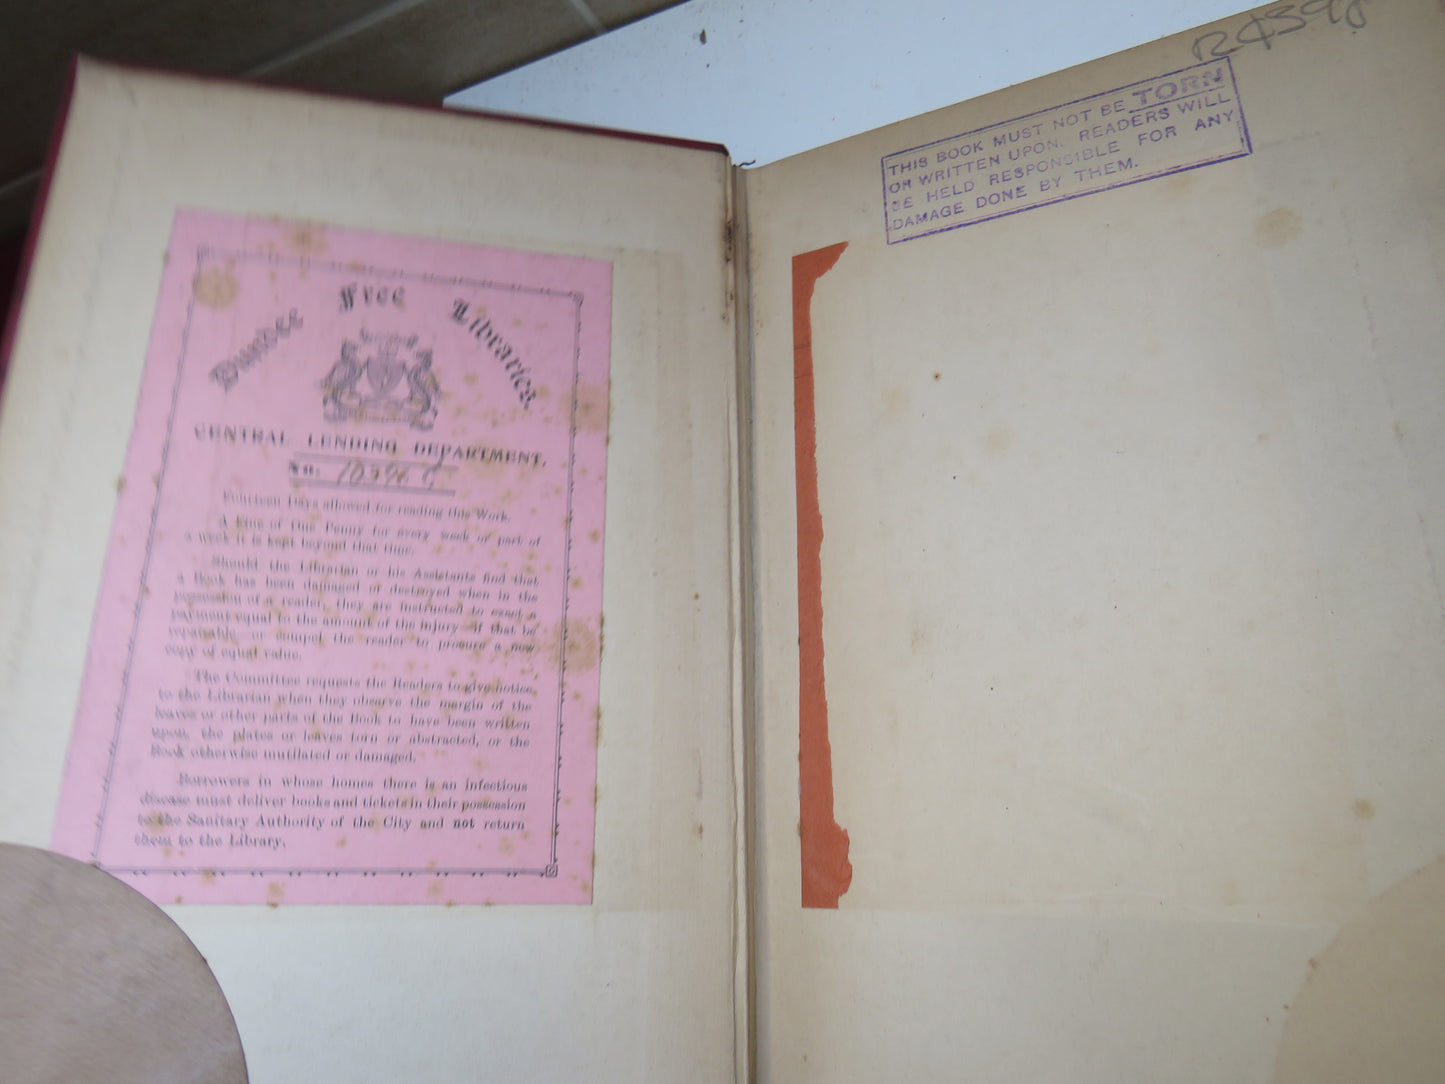 Dundee Free Libraries.
CENTRAL LENDING DEPARTMENT.
No.
Fourteen Days allowed for reading this Work.
A Fine of One Penny for every week or part of
a week it is kept beyond that time.
Should the Librarian or his Assistants find that
a Book has been damaged or destroyed when in the
possession of a reader, they are instructed to exact a
payment equal to the amount of the injury if that be
repairable, or compel the reader to procure a new
copy of equal value.
The Committee requests the Readers to give notice
to the Librarian when they observe the margin of the
leaves or other parts of the Book to have been written
upon, the plates or leaves torn or abstracted, or the
Book otherwise mutilated or damaged.
Borrowers in whose homes there is an infectious
disease must deliver books and tickets in their possession
to the Sanitary Authority of the City and not return
them to the Library.
THIS BOOK MUST NOT BE TORN
OR WRITTEN UPON. READERS WILL
BE HELD RESPONSIBLE FOR ANY
DAMAGE DONE BY THEM.